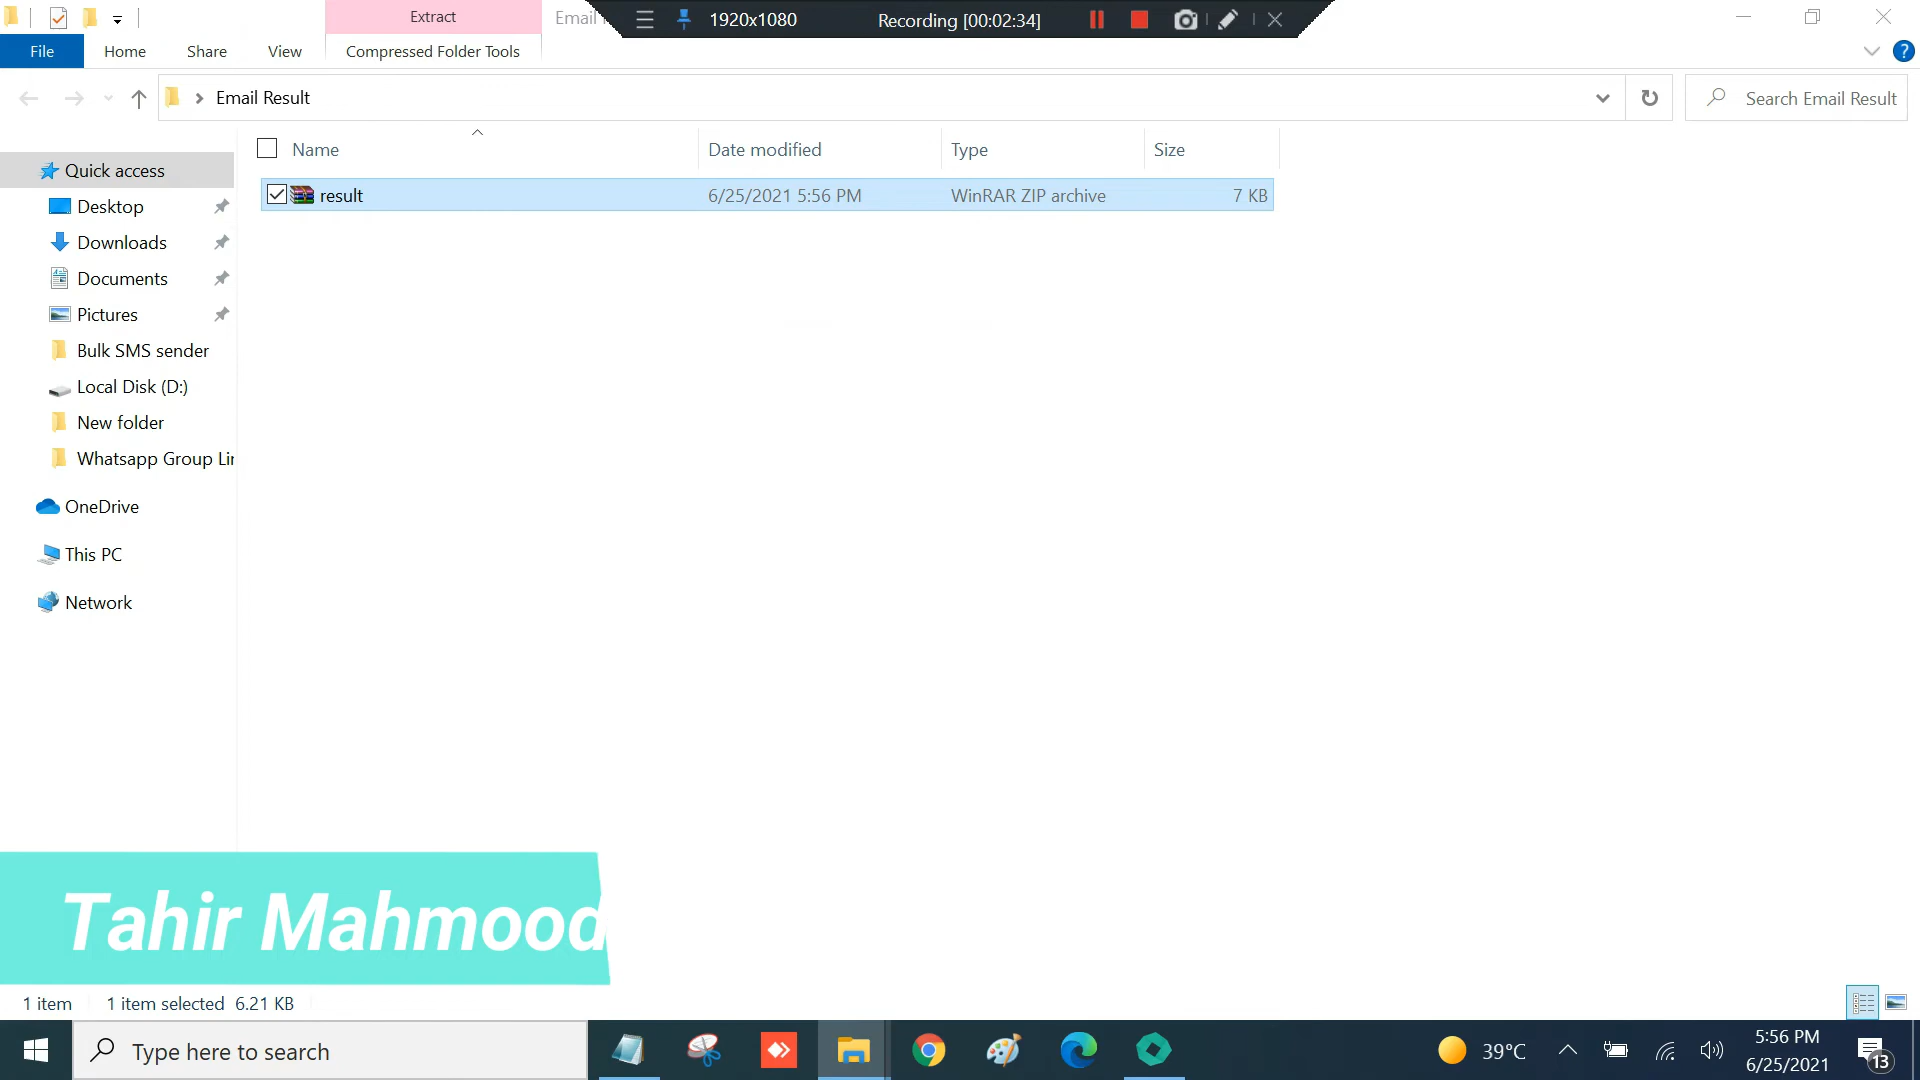 Extract
Email
1920x1080
Recording [00:02:34]
File
Home
Share
View
Compressed Folder Tools
?
Email Result
Search Email Result
Name
Date modified
Type
Size
Quick access
result
6/25/2021 5:56 PM
WinRAR ZIP archive
7 KB
Desktop
Downloads
Documents
Pictures
Bulk SMS sender
Local Disk (D:)
New folder
Whatsapp Group Lir
OneDrive
This PC
Network
Tahir Mahmood
1 item
1 item selected 6.21 KB
Type here to search
39°C
5:56 PM
6/25/2021
13